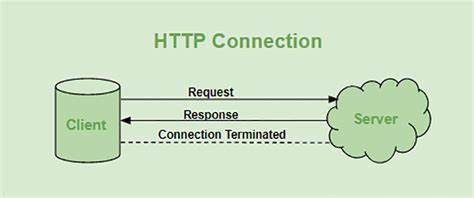 HTTP Connection
Request
Response
Client
Server
Connection Terminated